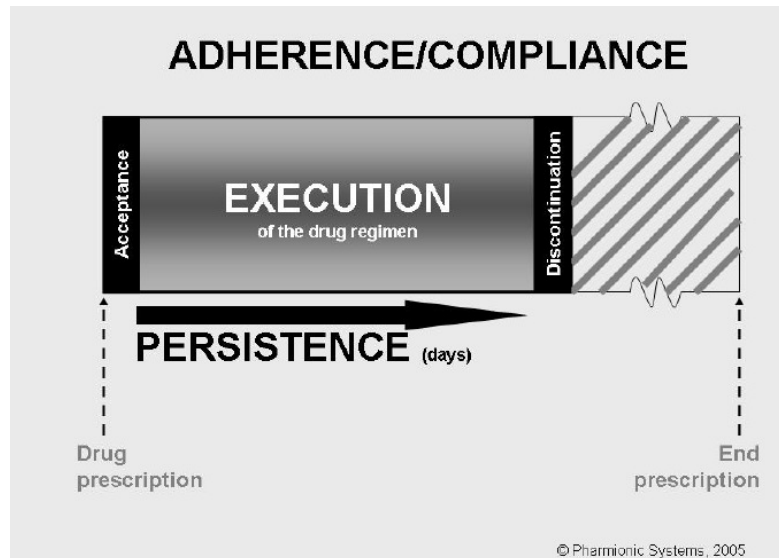 ADHERENCE/COMPLIANCE
Acceptance
EXECUTION
of the drug regimen
Discontinuation
PERSISTENCE (days)
Drug
prescription
End
prescription
© Pharmionic Systems, 2005